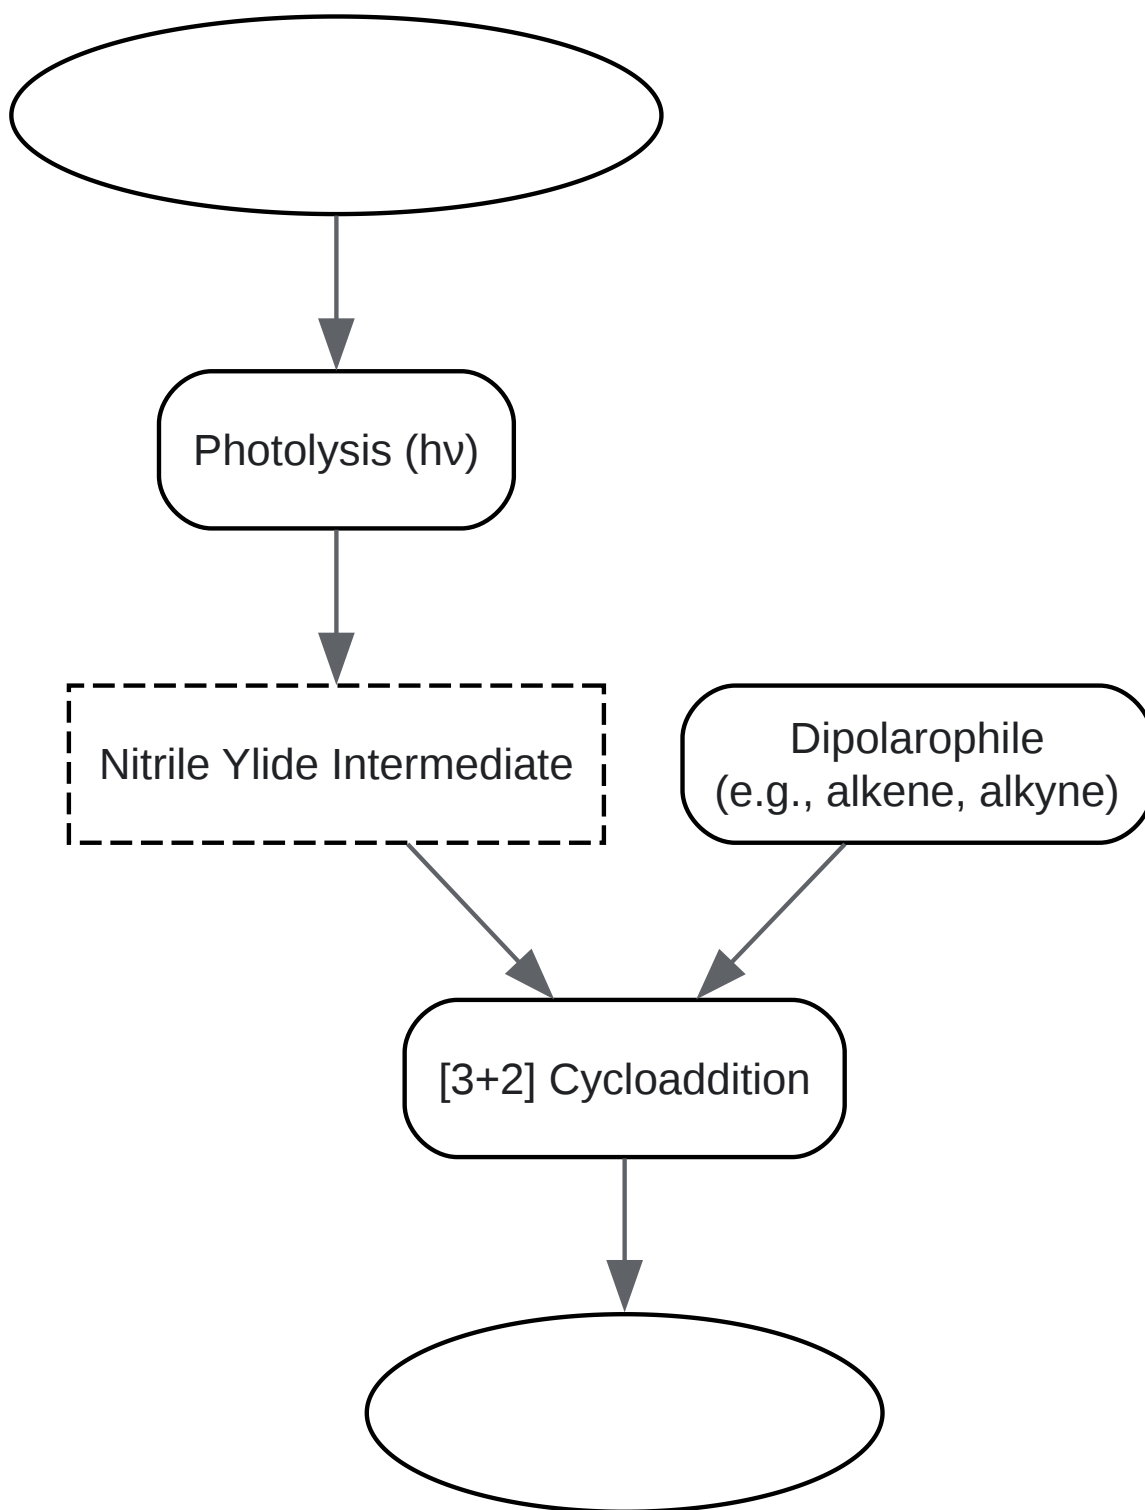 Photolysis (hν)
Nitrile Ylide Intermediate
Dipolarophile
(e.g., alkene, alkyne)
[3+2] Cycloaddition